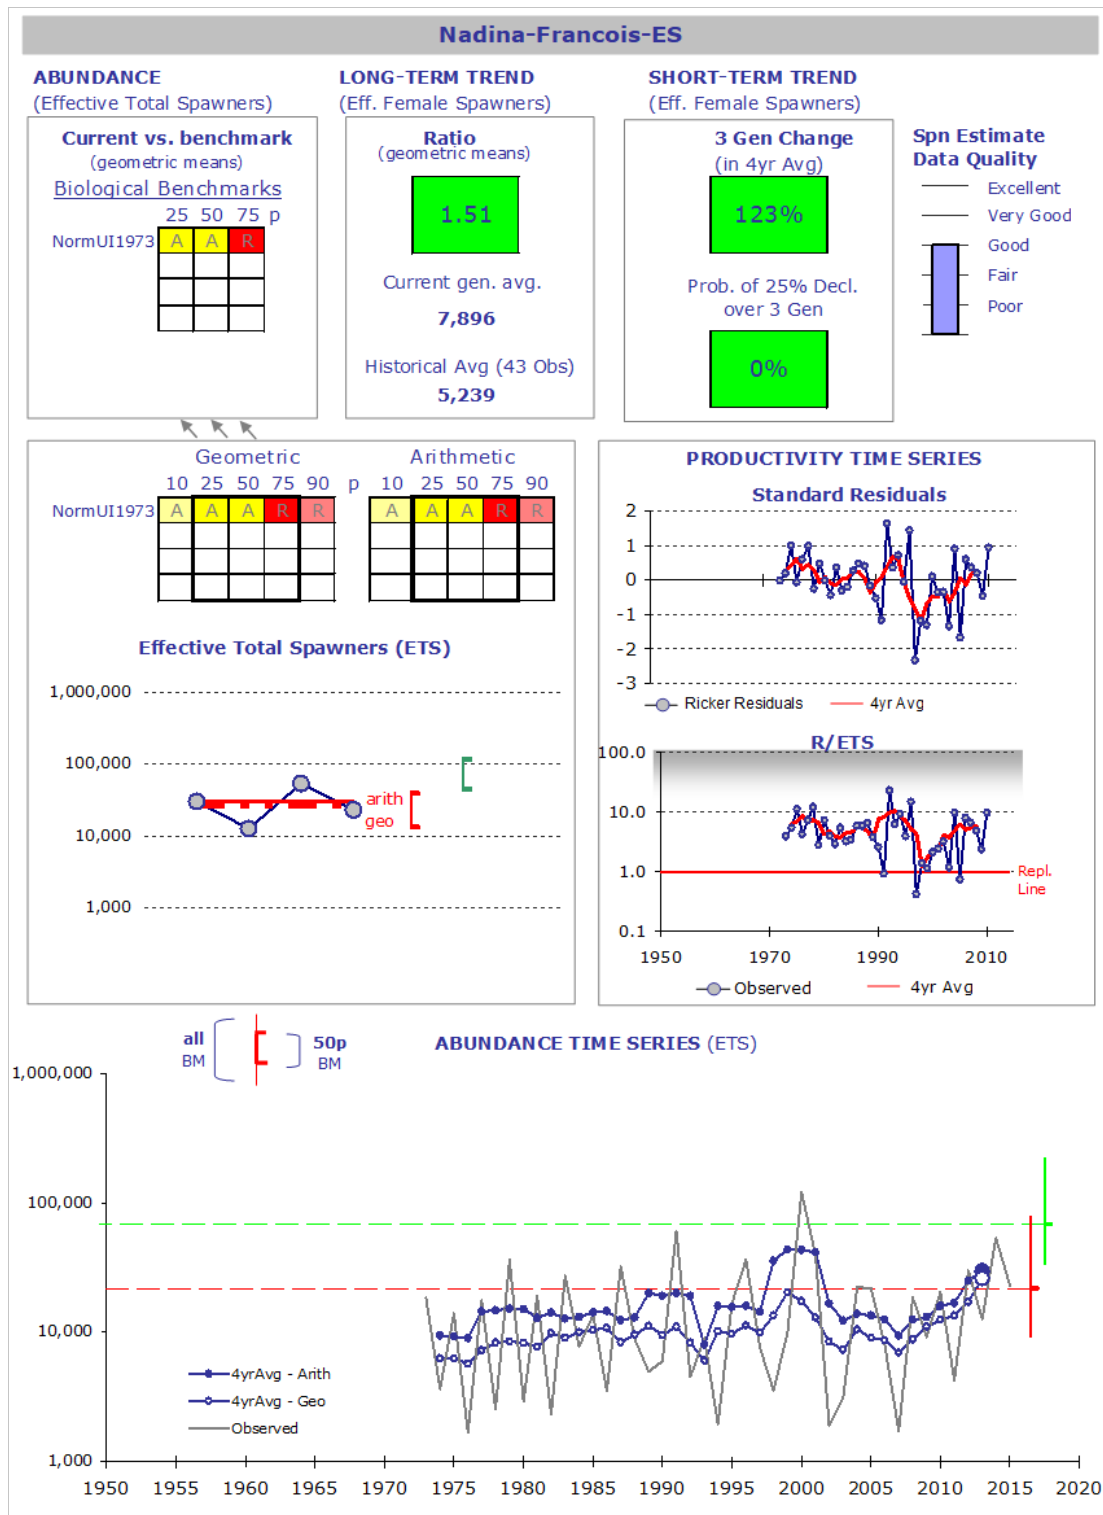 Nadina-Francois-ES
ABUNDANCE
(Effective Total Spawners)
LONG-TERM TREND
(Eff. Female Spawners)
SHORT-TERM TREND
(Eff. Female Spawners)
Current vs. benchmark
(geometric means)
Biological Benchmarks
25 50 75 p
NormUI1973 A A R
Ratio
(geometric means)
1.51
Current gen. avg.
7,896
Historical Avg (43 Obs)
5,239
3 Gen Change
(in 4yr Avg)
123%
Prob. of 25% Decl.
over 3 Gen
0%
Spn Estimate
Data Quality
Excellent
Very Good
Good
Fair
Poor
Geometric
Arithmetic
10 25 50 75 90 p 10 25 50 75 90
NormUI1973 A A A R R A A A R R
Effective Total Spawners (ETS)
1,000,000
100,000
10,000
1,000
arith
geo
PRODUCTIVITY TIME SERIES
Standard Residuals
2
1
0
-1
-2
-3
Ricker Residuals
4yr Avg
R/ETS
100.0
10.0
1.0
0.1
Repl.
Line
1950 1970 1990 2010
Observed
4yr Avg
all
BM
50p
BM
ABUNDANCE TIME SERIES (ETS)
1,000,000
100,000
10,000
1,000
4yrAvg - Arith
4yrAvg - Geo
Observed
1950 1955 1960 1965 1970 1975 1980 1985 1990 1995 2000 2005 2010 2015 2020